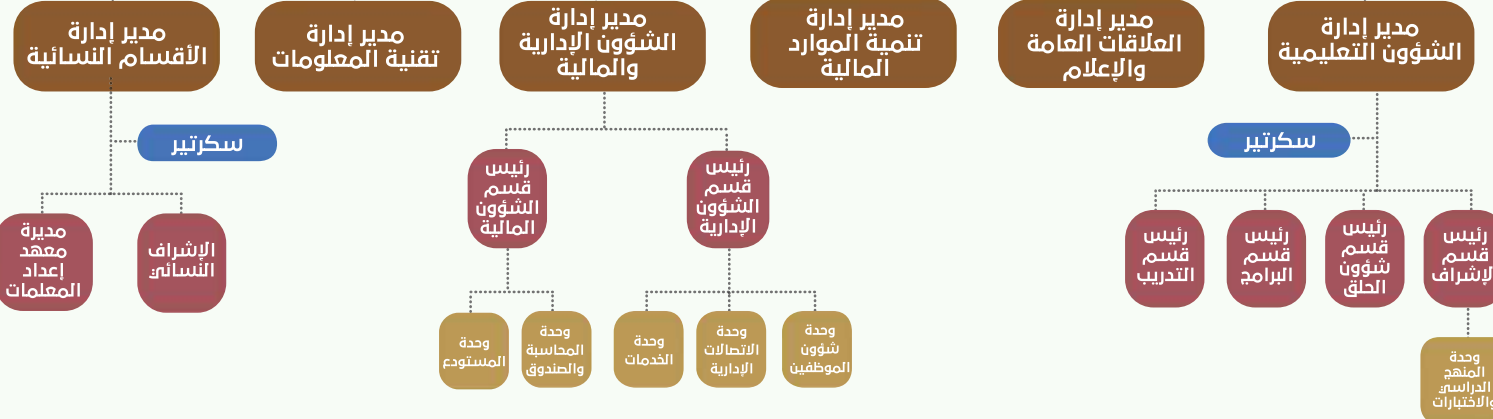 مدير إدارة
الشؤون التعليمية
مدير إدارة
العلاقات العامة
والإعلام
مدير إدارة
تنمية الموارد
المالية
مدير إدارة
الشؤون الإدارية
والمالية
مدير إدارة
تقنية المعلومات
مدير إدارة
الأقسام النسائية
سكرتير
سكرتير
رئيس
قسم
الإشراف
رئيس
قسم
شؤون
الحلق
رئيس
قسم
البرامج
رئيس
قسم
التدريب
رئيس
قسم
الشؤون
الإدارية
رئيس
قسم
الشؤون
المالية
الإشراف
النسائي
مديرة
معهد
إعداد
المعلمات
وحدة
المنهج
الدراسي
والاختبارات
وحدة
شؤون
الموظفين
وحدة
الاتصالات
الإدارية
وحدة
الخدمات
وحدة
المحاسبة
والصندوق
وحدة
المستودع